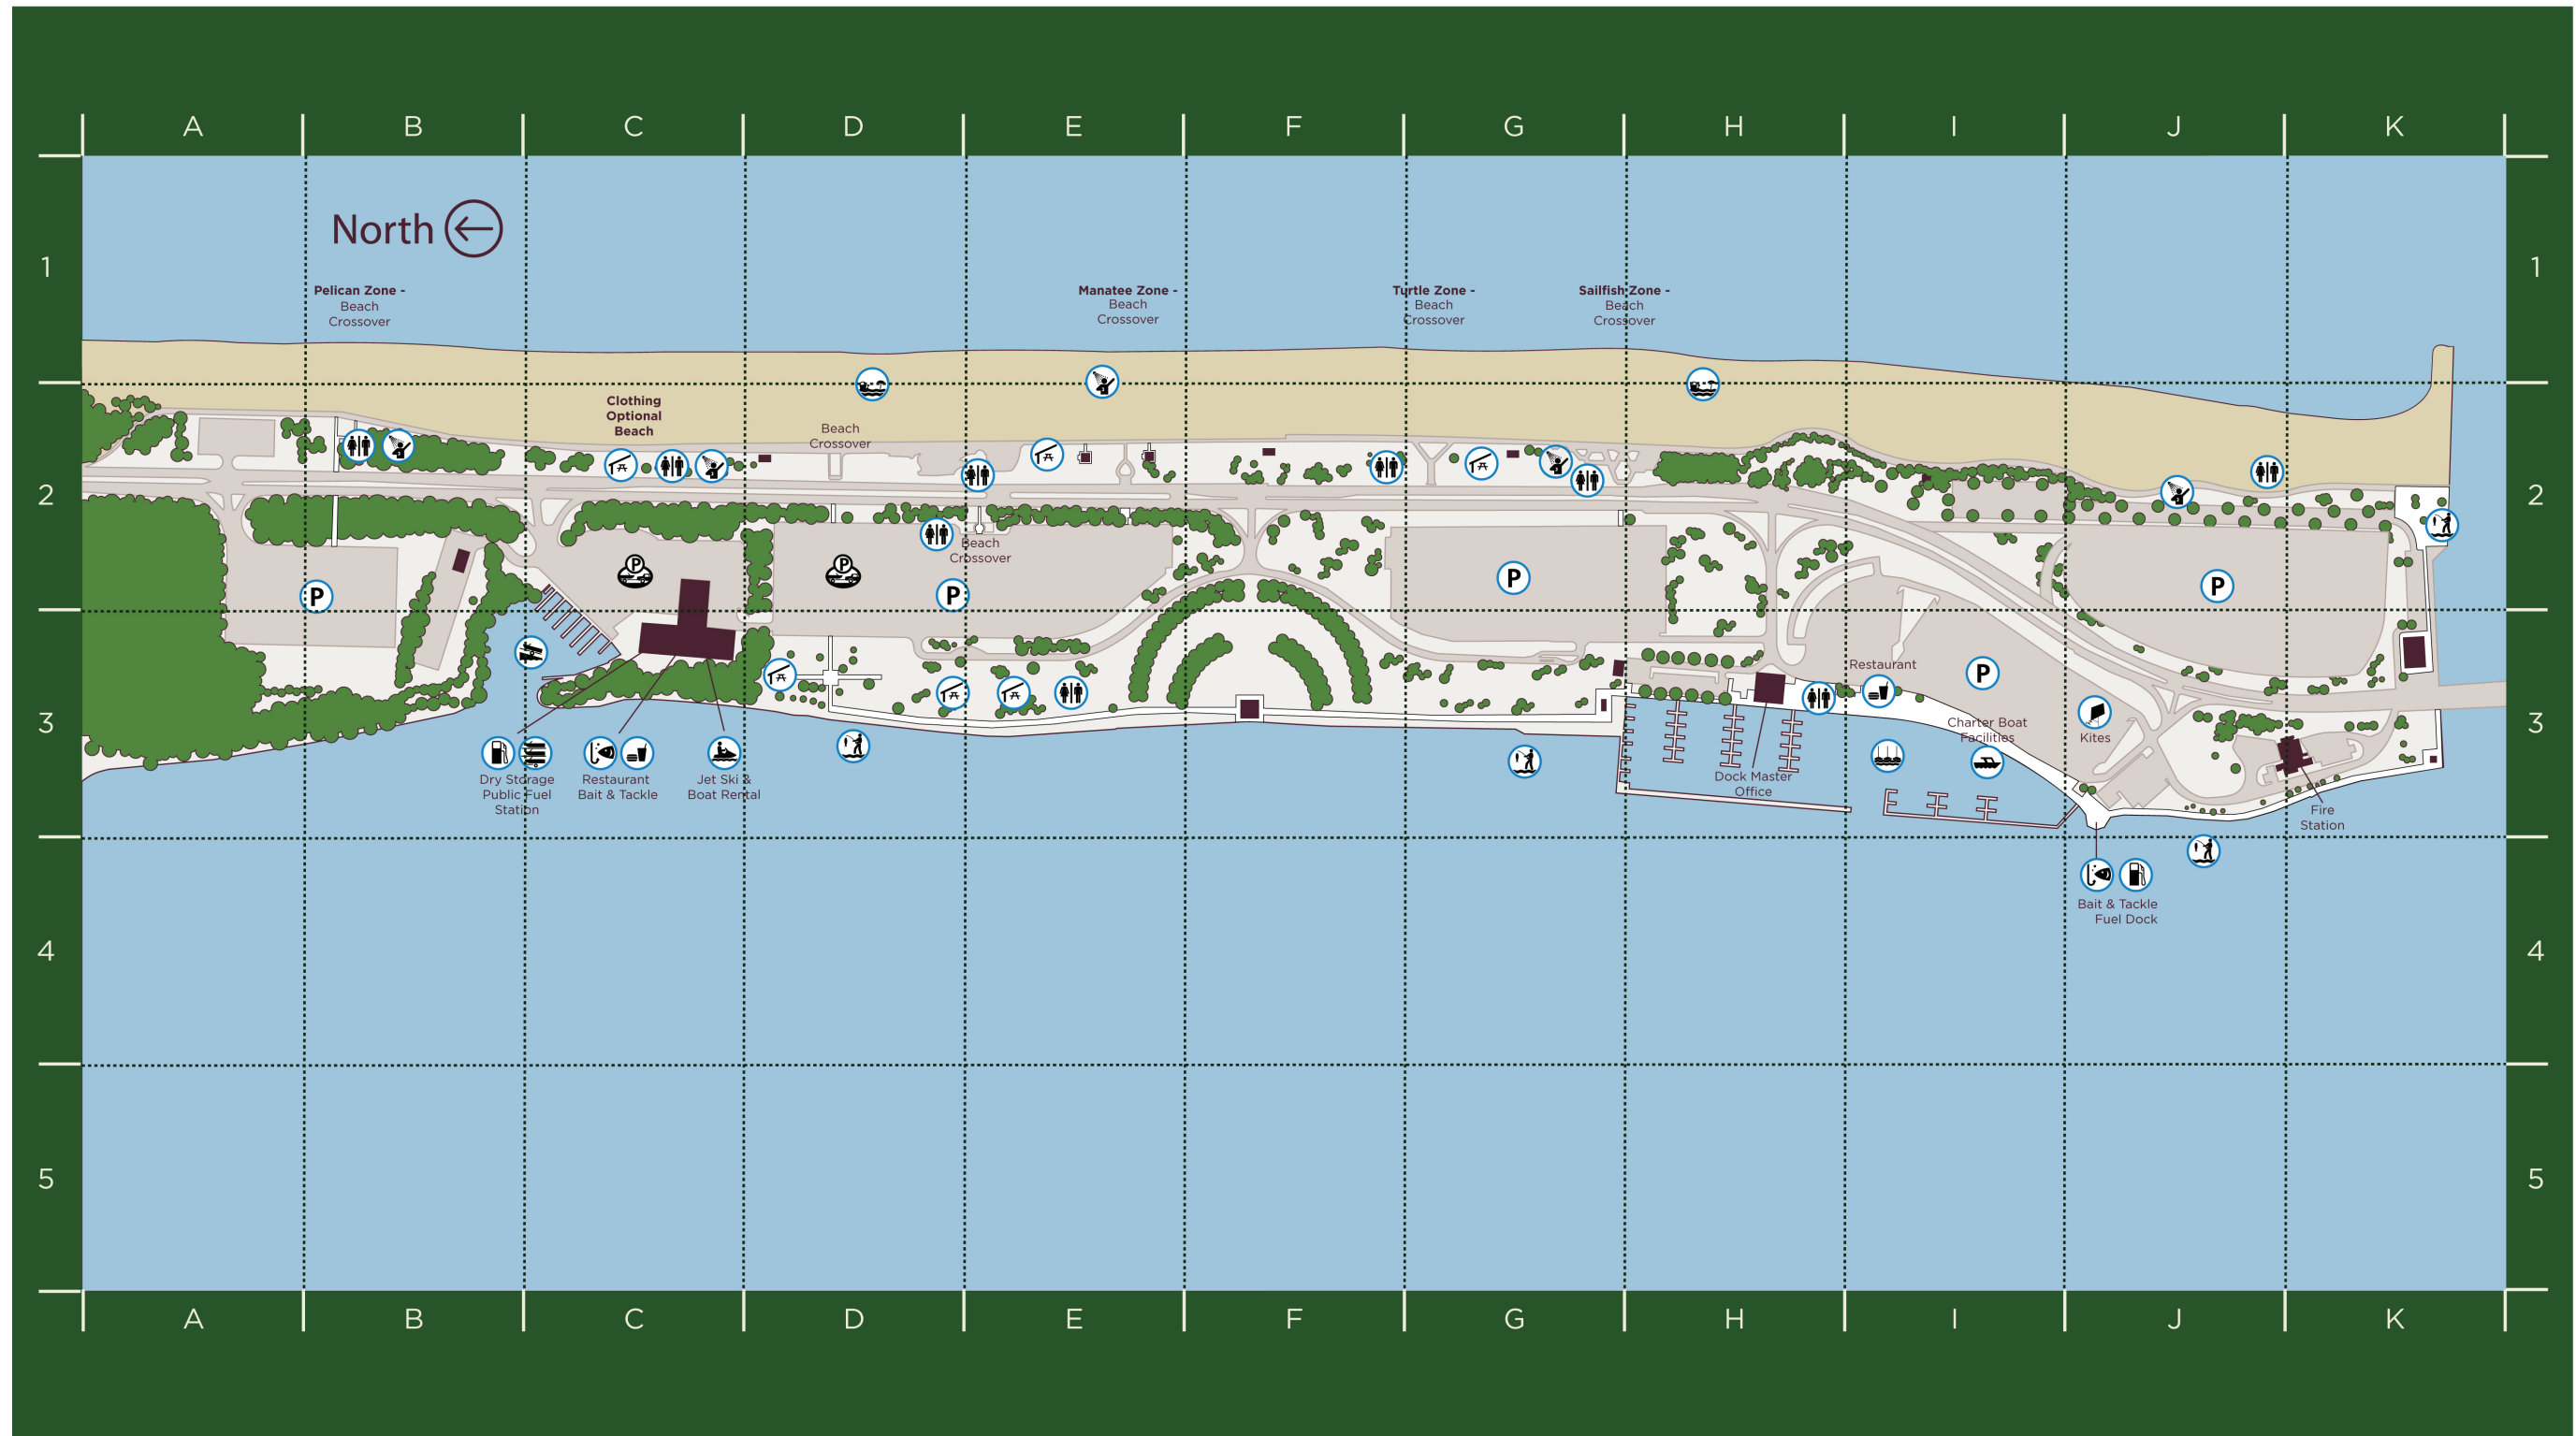 A B C D E F G H I J K
North
1 1
Pelican Zone -
Beach
Crossover
Manatee Zone -
Beach
Crossover
Turtle Zone -
Beach
Crossover
Sailfish Zone -
Beach
Crossover
Clothing
Optional
Beach
Beach
Crossover
2 2
Beach
Crossover
P
P
P
P
P
P
Restaurant
P
3 3
Charter Boat
Facilities
Kites
Dry Storage
Public Fuel
Station
Restaurant
Bait & Tackle
Jet Ski &
Boat Rental
Dock Master
Office
Fire
Station
Bait & Tackle
Fuel Dock
4 4
5 5
A B C D E F G H I J K